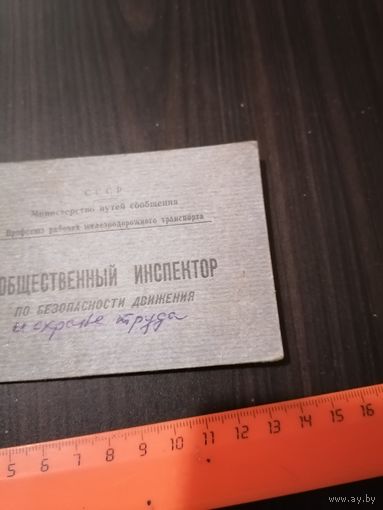 СССР
Министерство путей сообщения
Профсоюз рабочих железнодорожного транспорта
ОБЩЕСТВЕННЫЙ ИНСПЕКТОР
ПО БЕЗОПАСНОСТИ ДВИЖЕНИЯ
и охране труда
5 6 7 8 9 10 11 12 13 14 15 16
www.ay.by